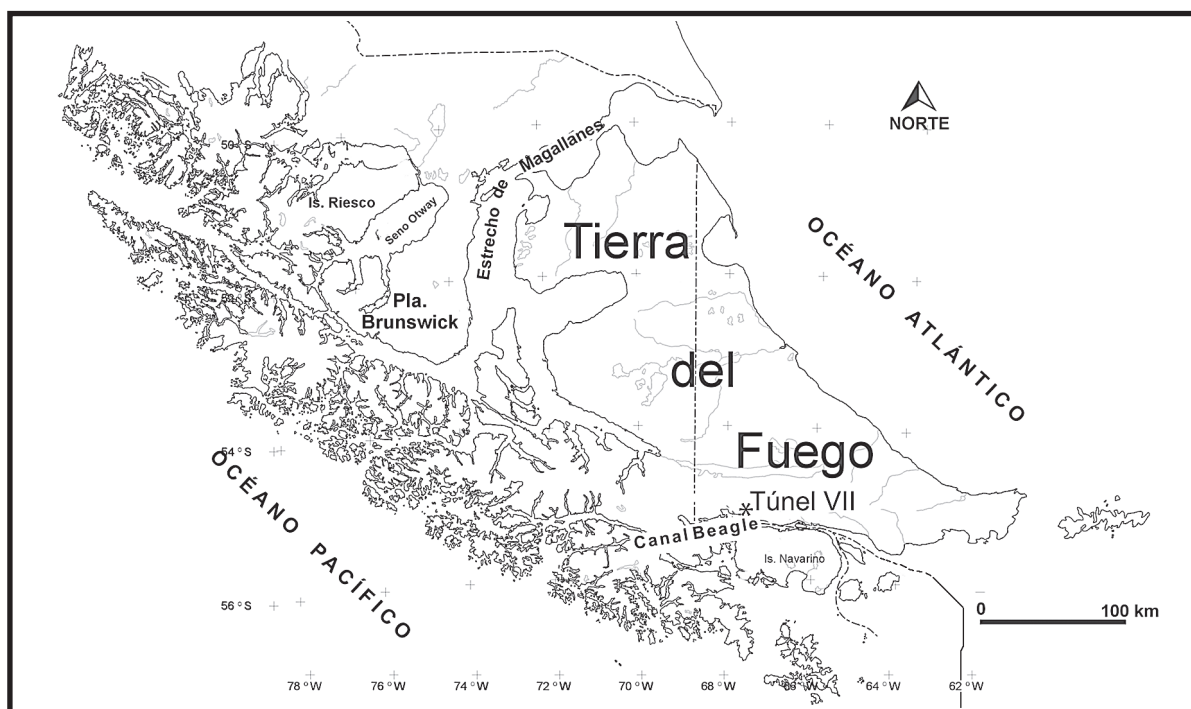 NORTE
Magallanes
Is. Riesco
Seno Otway
Estrecho de
Tierra
OCÉANO ATLÁNTICO
Pla.
Brunswick
del
54° S
Fuego
OCÉANO PACÍFICO
Túnel VII
Canal Beagle
Is. Navarino
56° S
0 100 km
78° W 76° W 74° W 72° W 70° W 68° W 66° W 64° W 62° W